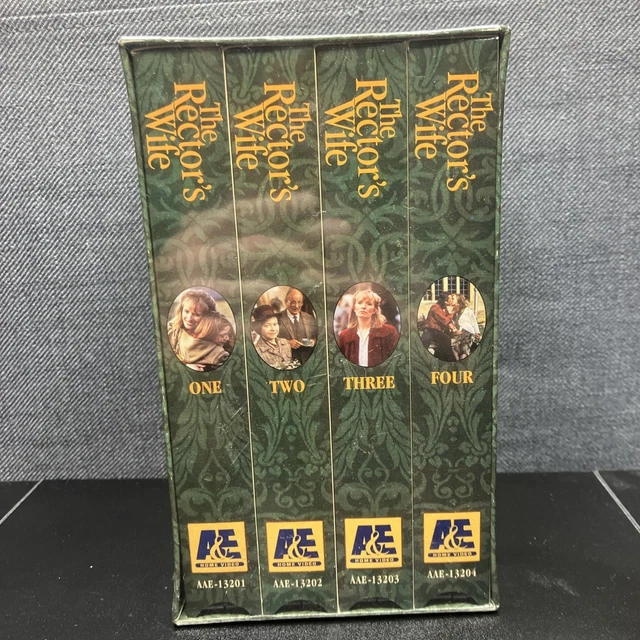 The
Rector's
Wife
ONE
A&E
HOME VIDEO
AAE-13201
The
Rector's
Wife
TWO
A&E
HOME VIDEO
AAE-13202
The
Rector's
Wife
THREE
A&E
HOME VIDEO
AAE-13203
The
Rector's
Wife
FOUR
A&E
HOME VIDEO
AAE-13204